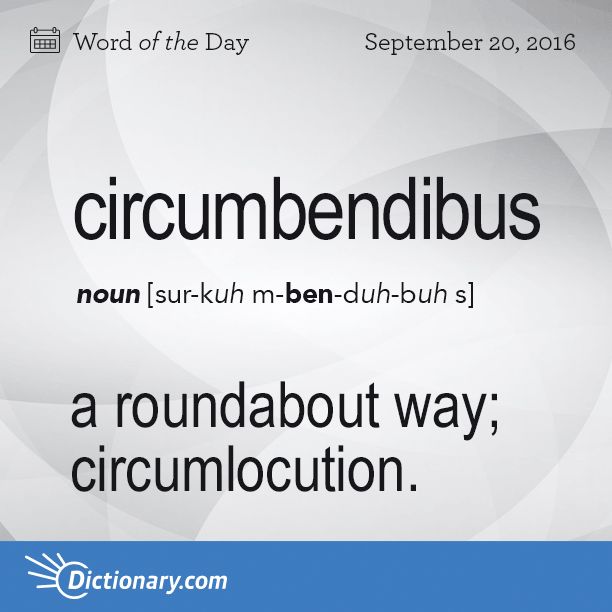 Word of the Day
September 20, 2016
circumbendibus
noun [sur-kuh m-ben-duh-buh s]
a roundabout way;
circumlocution.
Dictionary.com